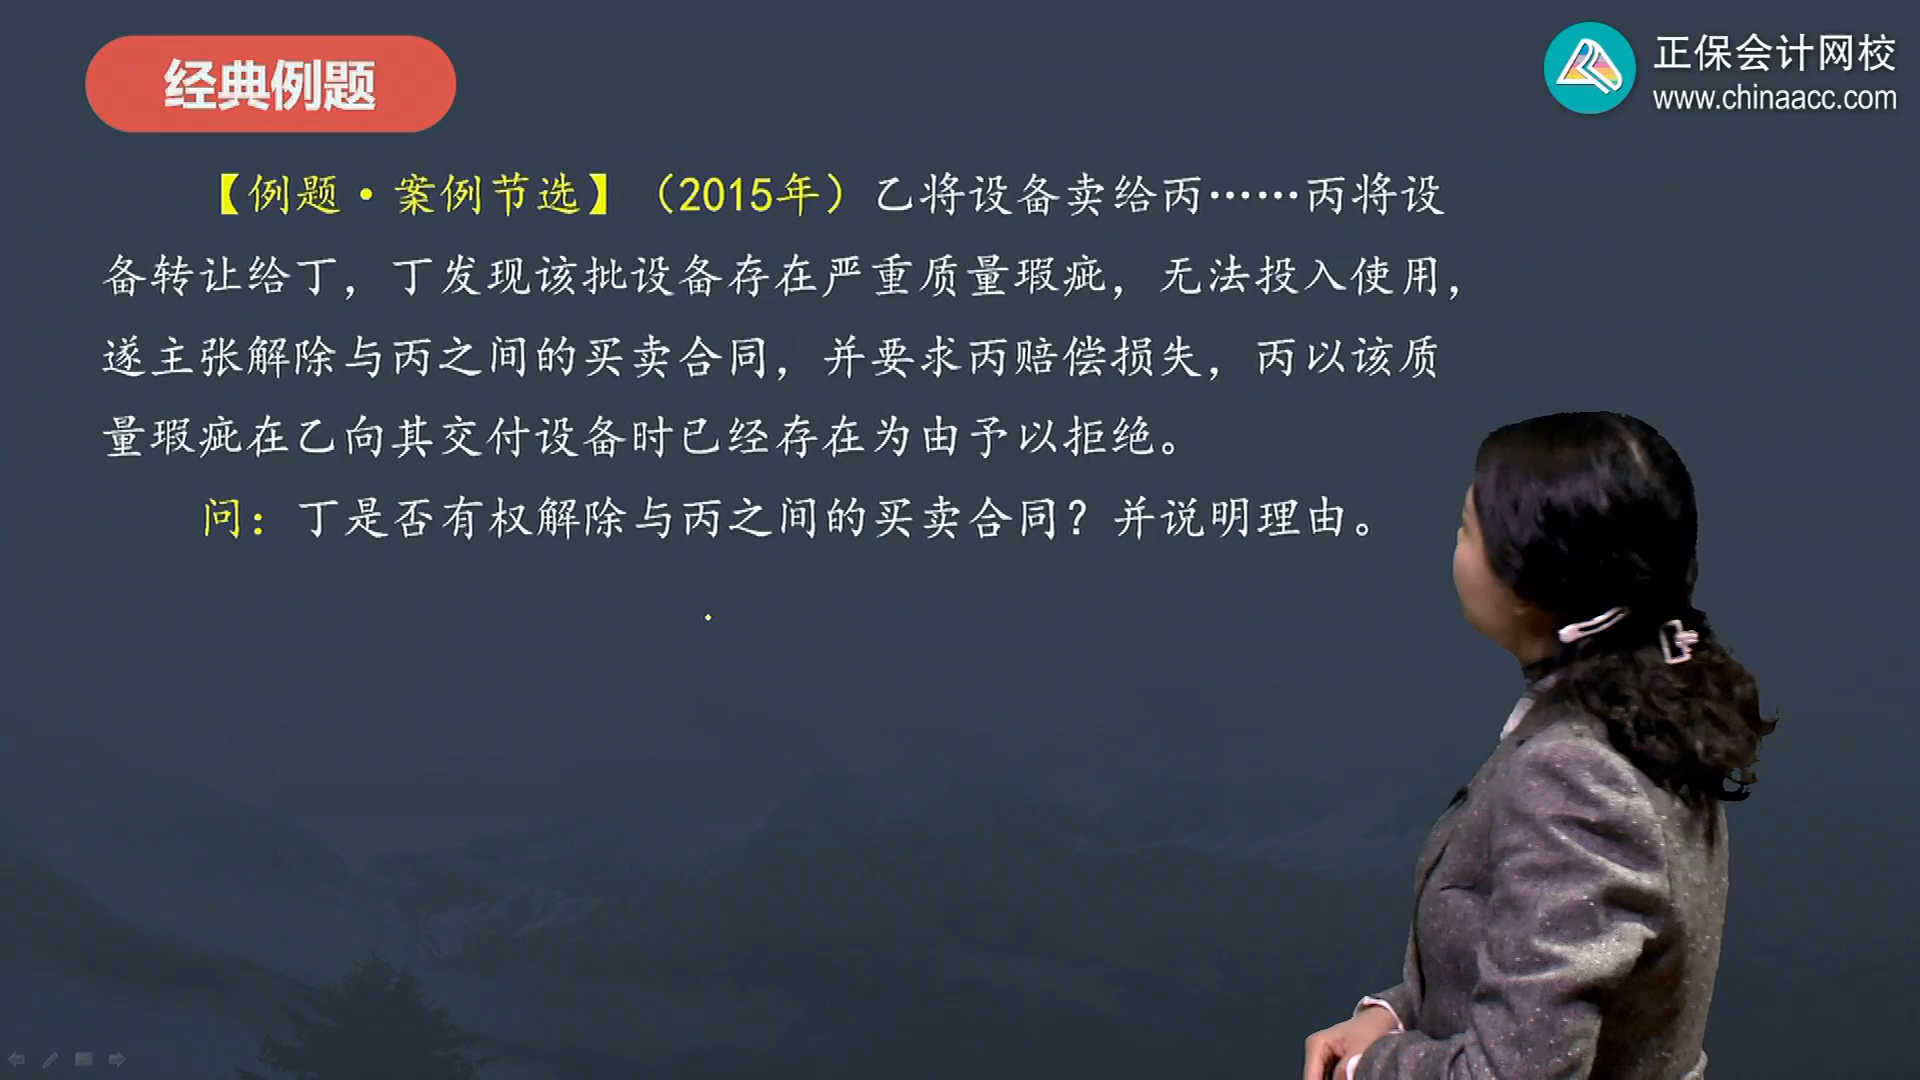 经典例题
正保会计网校
www.chinaacc.com
【例题·案例节选】（2015年）乙将设备卖给丙……丙将设
备转让给丁，丁发现该批设备存在严重质量瑕疵，无法投入使用，
遂主张解除与丙之间的买卖合同，并要求丙赔偿损失，丙以该质
量瑕疵在乙向其交付设备时已经存在为由予以拒绝。
问：丁是否有权解除与丙之间的买卖合同？并说明理由。